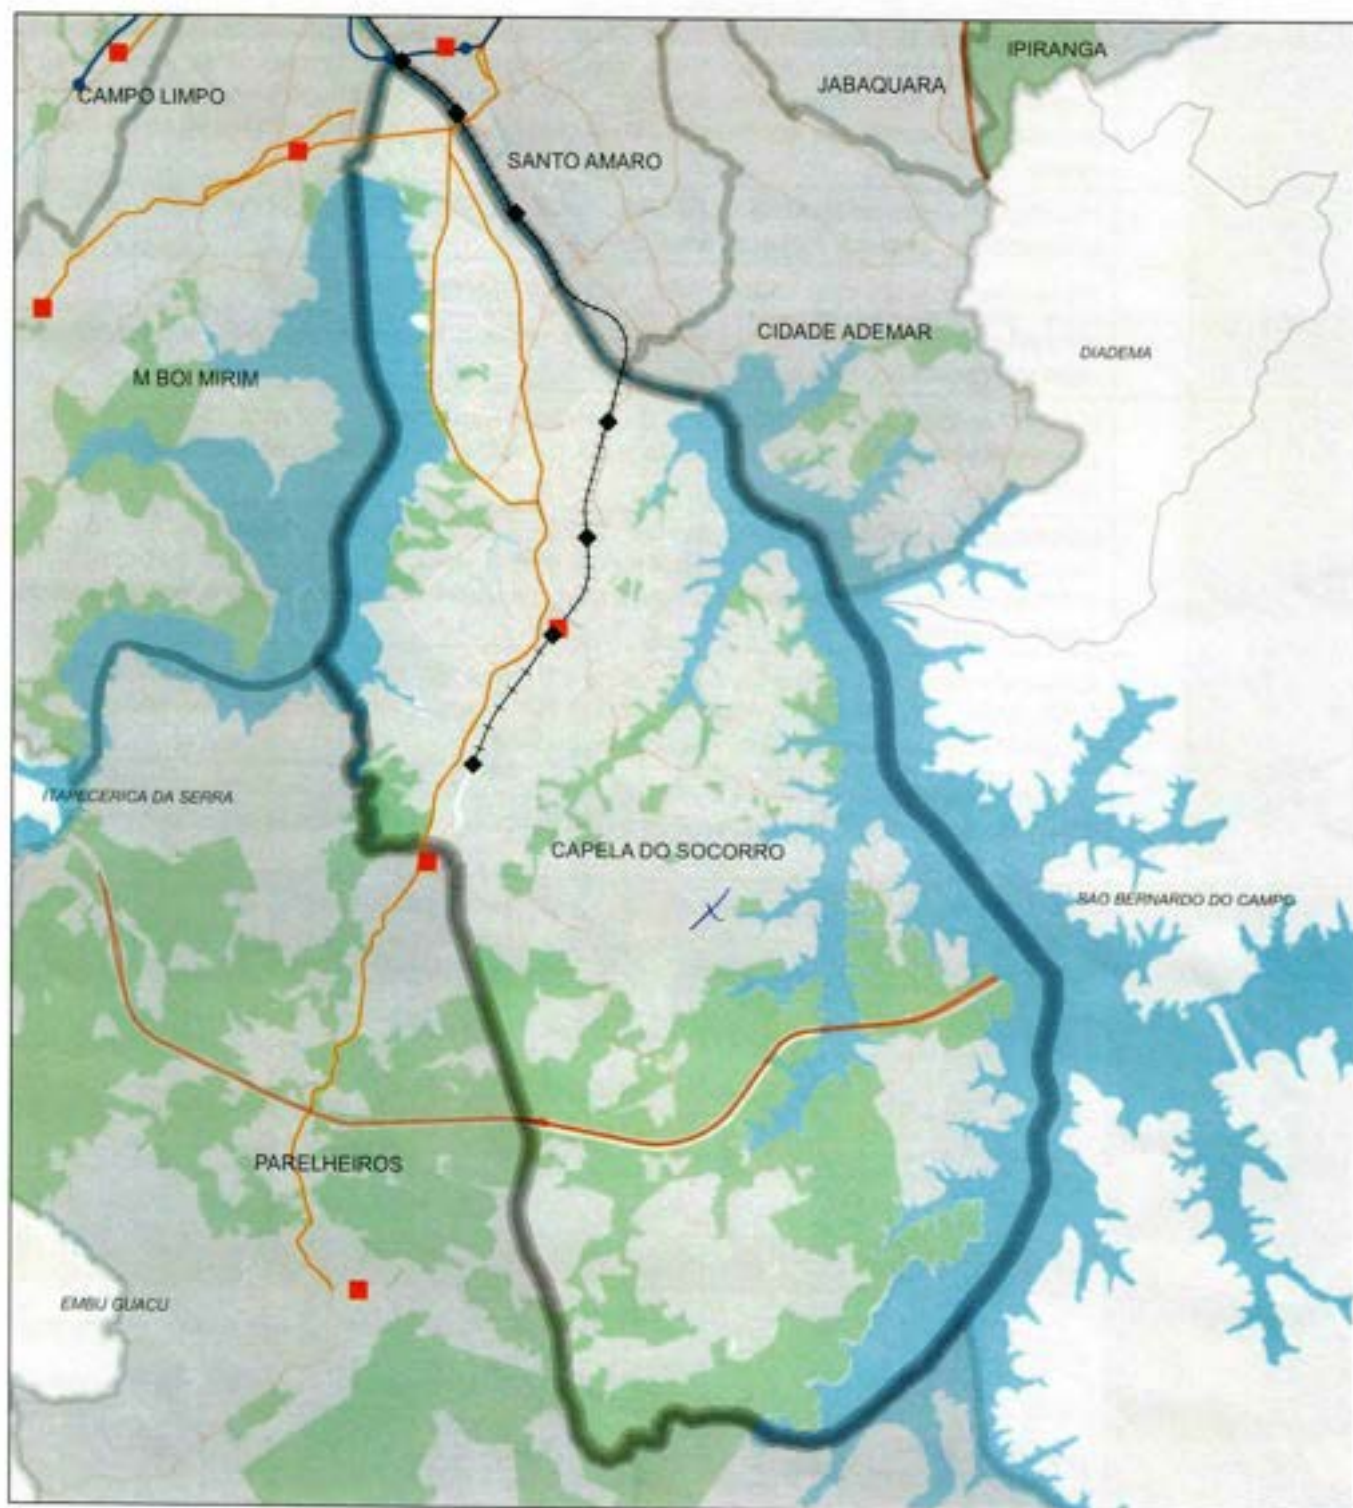 IPIRANGA
JABAQUARA
CAMPO LIMPO
SANTO AMARO
CIDADE ADEMAR
DIADEMA
M BOI MIRIM
ITAPECERICA DA SERRA
CAPELA DO SOCORRO
SAO BERNARDO DO CAMPO
PARELHEIROS
EMBU GUACU